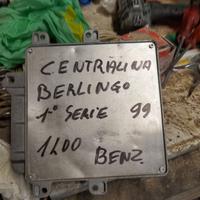 CENTRALINA
BERLINGO
1° SERIE 99
1400 BENZ